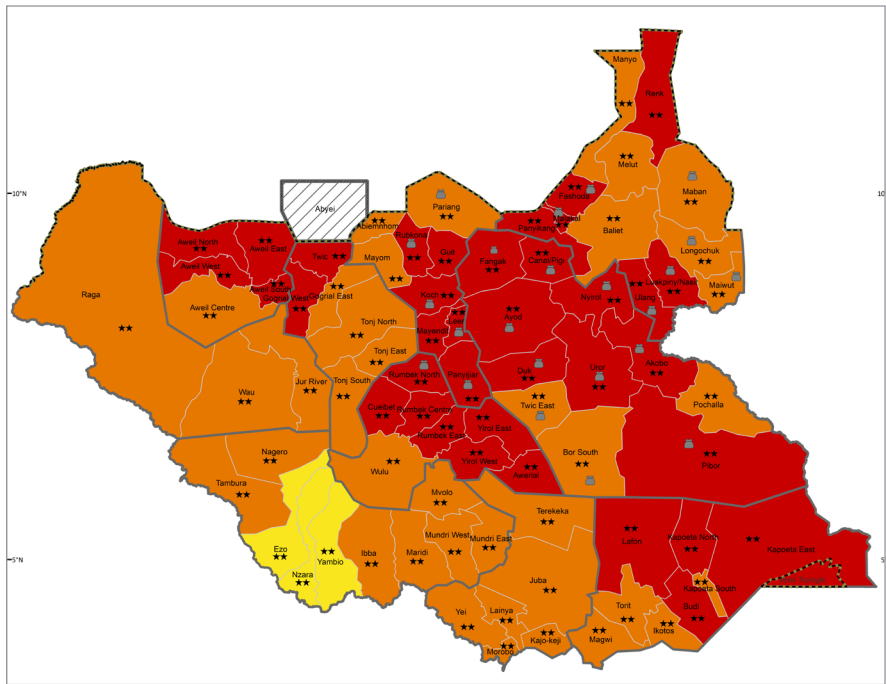 Manyo
Renk
Melut
10°N
10
Maban
Fashoda
Abyei
Pariang
Malakal
Abiemnhom
Panyikang
Baliet
Rubkona
Aweil North
Aweil East
Longochuk
Twic
Mayom
Guit
Fangak
Canal/Pigi
Aweil West
Luakpiny/Nasir
Maiwut
Aweil South
Gogrial West
Gogrial East
Koch
Nyirol
Ulang
Raga
Aweil Centre
Leer
Ayod
Tonj North
Mayendit
Tonj East
Uror
Akobo
Rumbek North
Panyijiar
Duk
Jur River
Tonj South
Wau
Twic East
Pochalla
Cueibet
Rumbek Centre
Yirol East
Rumbek East
Nagero
Yirol West
Bor South
Pibor
Wulu
Awerial
Tambura
Mvolo
Terekeka
Lafon
Kapoeta North
Mundri West
Mundri East
Ezo
Ibba
Maridi
Kapoeta East
5°N
5°
Yambio
Nzara
Juba
Kapoeta South
Torit
Budi
Yei
Lainya
Ikotos
Magwi
Kajo-keji
Morobo